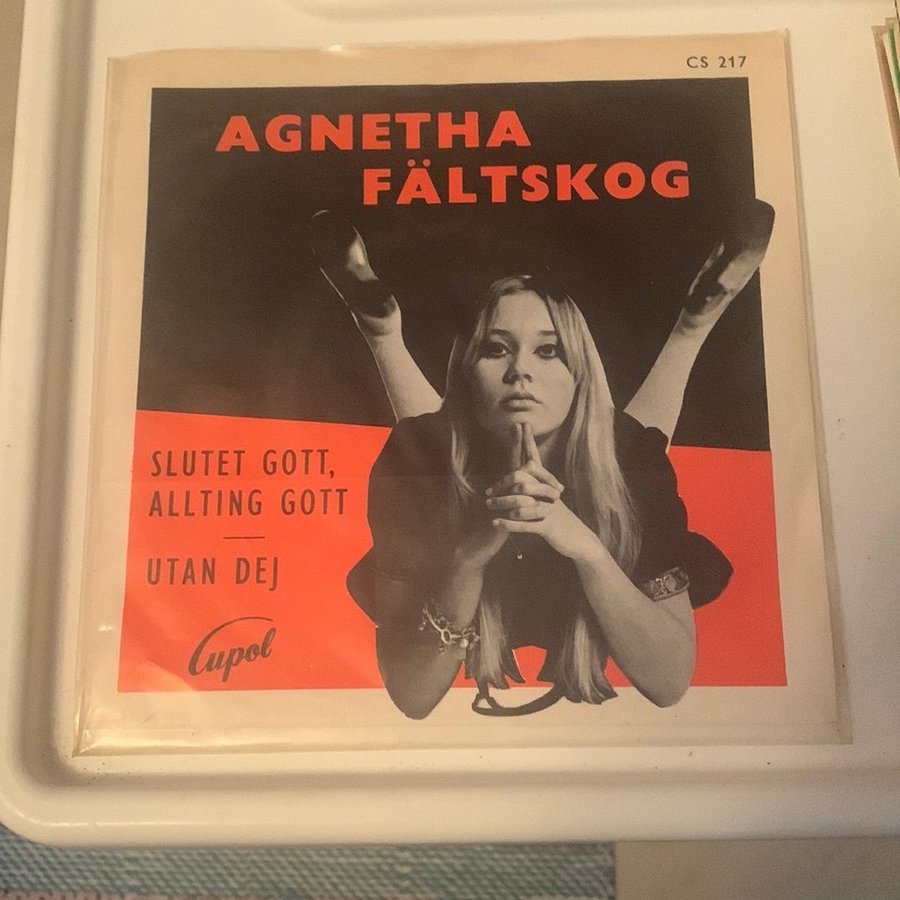 CS 217
AGNETHA
FÄLTSKOG
SLUTET GOTT,
ALLTING GOTT
UTAN DEJ
Cupol